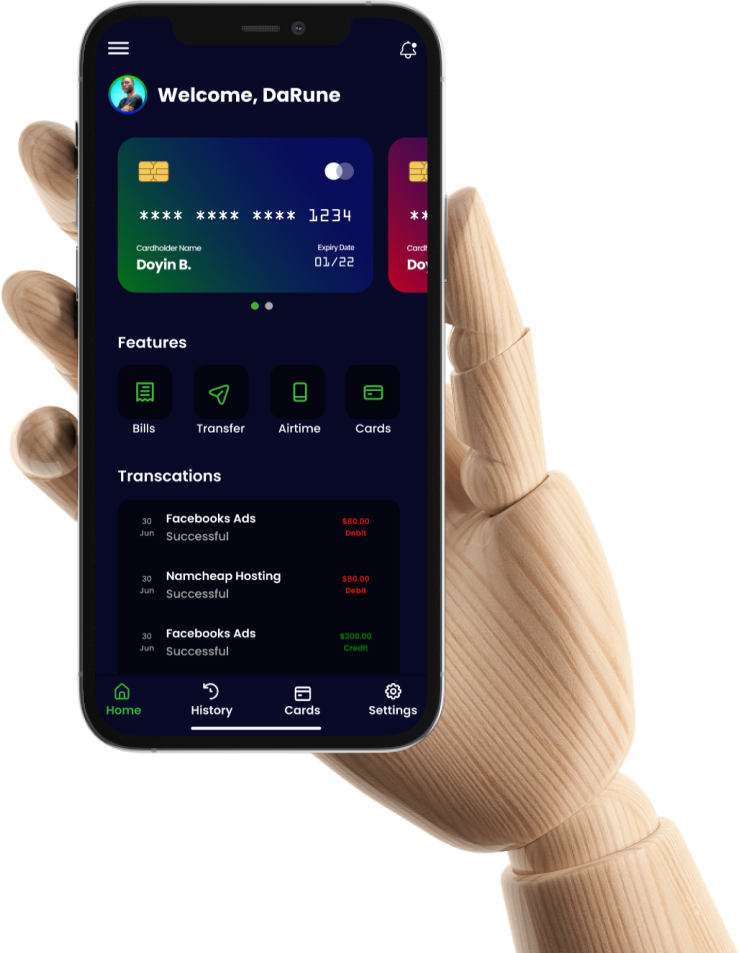 Welcome, DaRune
**** **** **** 1234
**
Cardholder Name
Expiry Date
Doyin B.
01/22
Features
Bills
Transfer
Airtime
Cards
Transcations
30 Jun
Facebooks Ads
Successful
$80.00
Debit
30 Jun
Namcheap Hosting
Successful
$80.00
Debit
30 Jun
Facebooks Ads
Successful
$200.00
Credit
Home
History
Cards
Settings